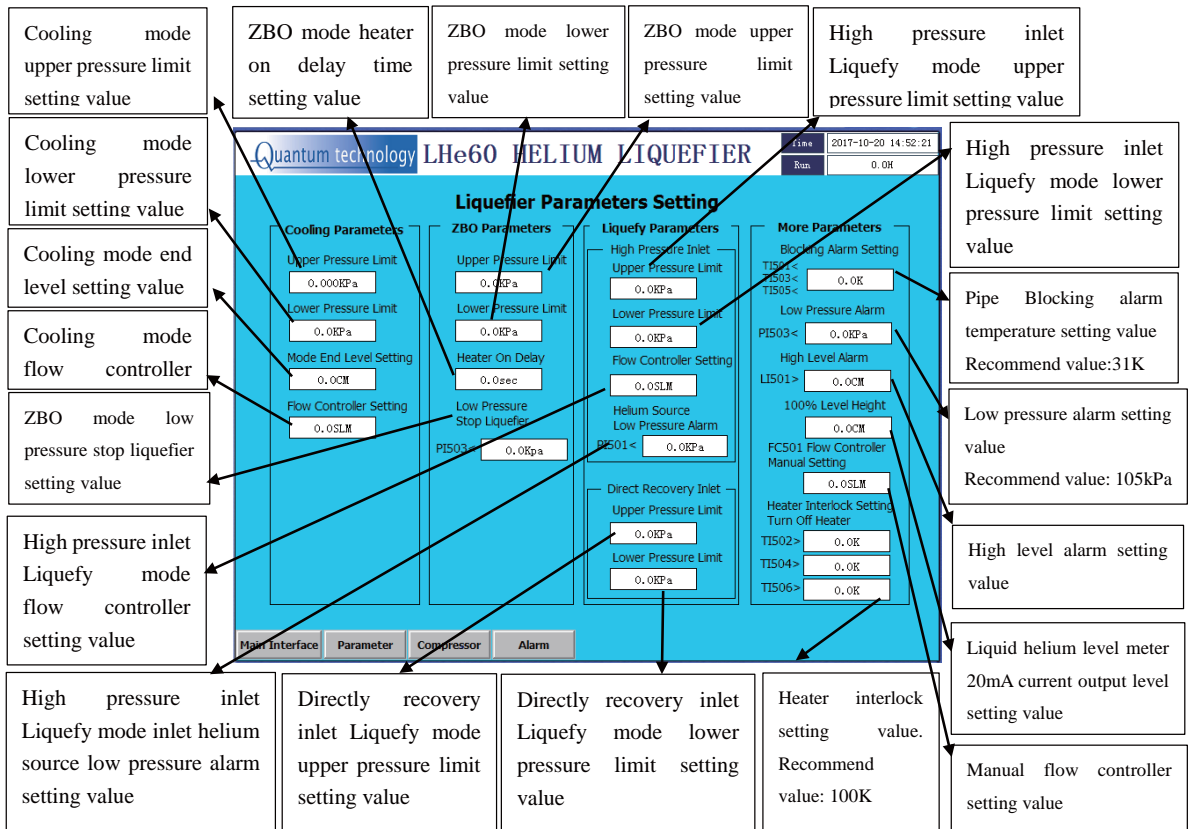 Cooling mode
upper pressure limit
setting value
ZBO mode heater
on delay time
setting value
ZBO mode lower
pressure limit setting
value
ZBO mode upper
pressure limit
setting value
High pressure inlet
Liquefy mode upper
pressure limit setting value
Cooling mode
lower pressure
limit setting value
Cooling mode end
level setting value
Cooling mode
flow controller
ZBO mode low
pressure stop liquefier
setting value
High pressure inlet
Liquefy mode
flow controller
setting value
Quantum technology LHe60 HELIUM LIQUEFIER
Time 2017-10-20 14:52:21
Run 0.0H
Liquefier Parameters Setting
Cooling Parameters
Upper Pressure Limit
0.000KPa
Lower Pressure Limit
0.0KPa
Mode End Level Setting
0.0CM
Flow Controller Setting
0.0SLM
ZBO Parameters
Upper Pressure Limit
0.0KPa
Lower Pressure Limit
0.0KPa
Heater On Delay
0.0sec
Low Pressure
Stop Liquefier
PI503< 0.0Kpa
Liquefy Parameters
High Pressure Inlet
Upper Pressure Limit
0.0KPa
Lower Pressure Limit
0.0KPa
Flow Controller Setting
0.0SLM
Helium Source
Low Pressure Alarm
PI501< 0.0KPa
Direct Recovery Inlet
Upper Pressure Limit
0.0KPa
Lower Pressure Limit
0.0KPa
More Parameters
Blocking Alarm Setting
TI501<
TI503< 0.0K
TI505<
Low Pressure Alarm
PI503< 0.0KPa
High Level Alarm
LI501> 0.0CM
100% Level Height
0.0CM
FC501 Flow Controller
Manual Setting
0.0SLM
Heater Interlock Setting
Turn Off Heater
TI502> 0.0K
TI504> 0.0K
TI506> 0.0K
Main Interface Parameter Compressor Alarm
High pressure inlet
Liquefy mode lower
pressure limit setting
value
Pipe Blocking alarm
temperature setting value
Recommend value:31K
Low pressure alarm setting
value
Recommend value: 105kPa
High level alarm setting
value
Liquid helium level meter
20mA current output level
setting value
Manual flow controller
setting value
High pressure inlet
Liquefy mode inlet helium
source low pressure alarm
setting value
Directly recovery
inlet Liquefy mode
upper pressure limit
setting value
Directly recovery inlet
Liquefy mode lower
pressure limit setting
value
Heater interlock
setting value.
Recommend
value: 100K